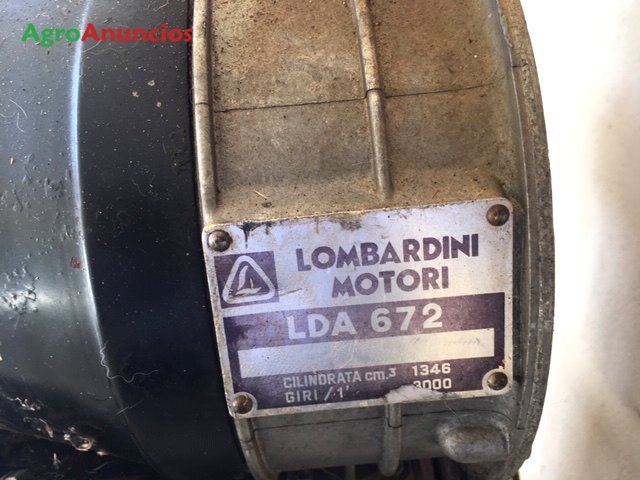 AgroAnuncios
LOMBARDINI
MOTORI
LDA 672
CILINDRATA cm.³ 1346
GIRI /1' 3000